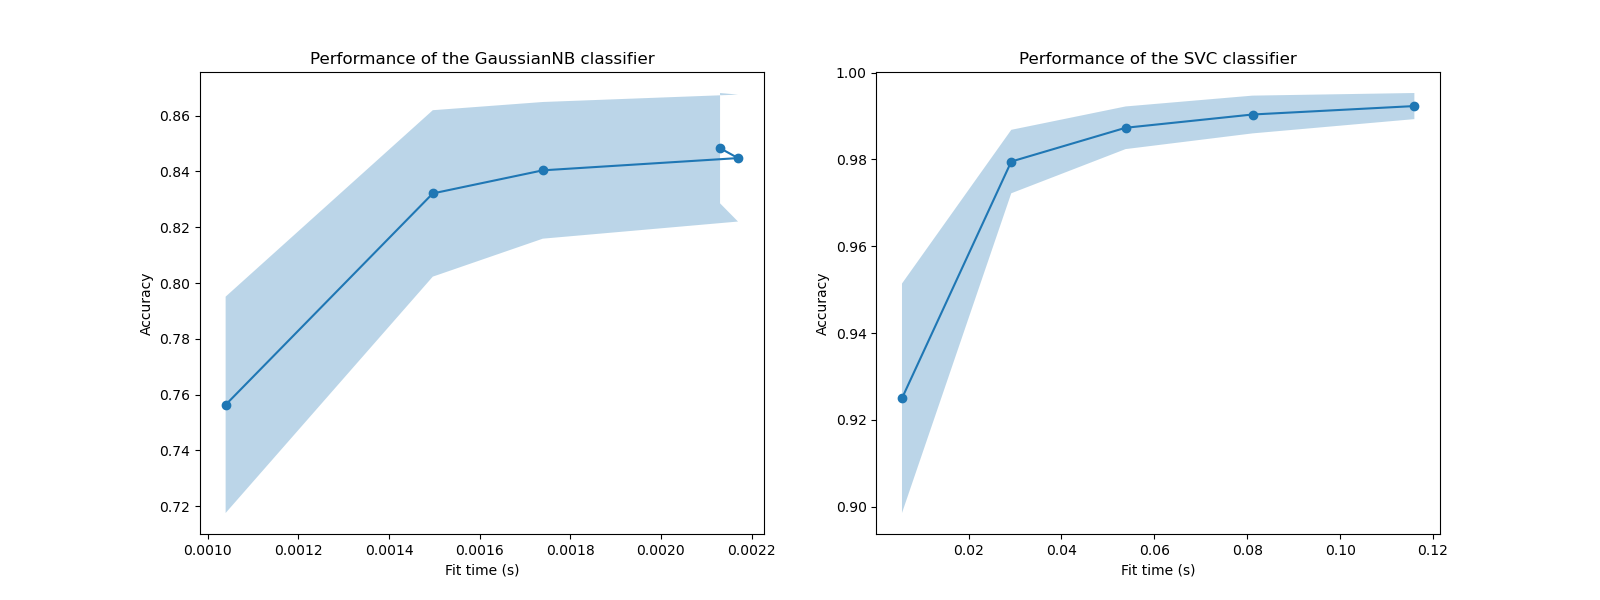 Performance of the GaussianNB classifier
Accuracy
0.86
0.84
0.82
0.80
0.78
0.76
0.74
0.72
0.0010 0.0012 0.0014 0.0016 0.0018 0.0020 0.0022
Fit time (s)
Performance of the SVC classifier
Accuracy
1.00
0.98
0.96
0.94
0.92
0.90
0.02 0.04 0.06 0.08 0.10 0.12
Fit time (s)